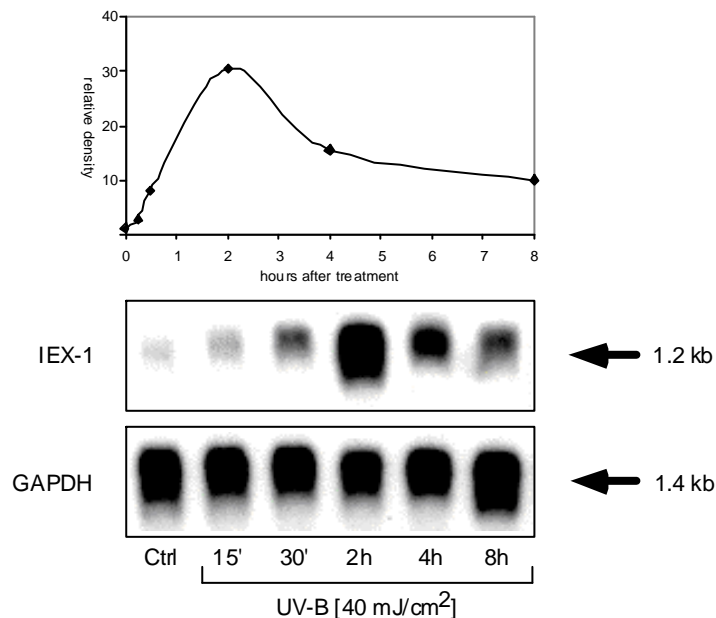 40
30
20
10
relative density
0 1 2 3 4 5 6 7 8
hours after treatment
IEX-1
1.2 kb
GAPDH
1.4 kb
Ctrl 15' 30' 2h 4h 8h
UV-B [40 mJ/cm²]